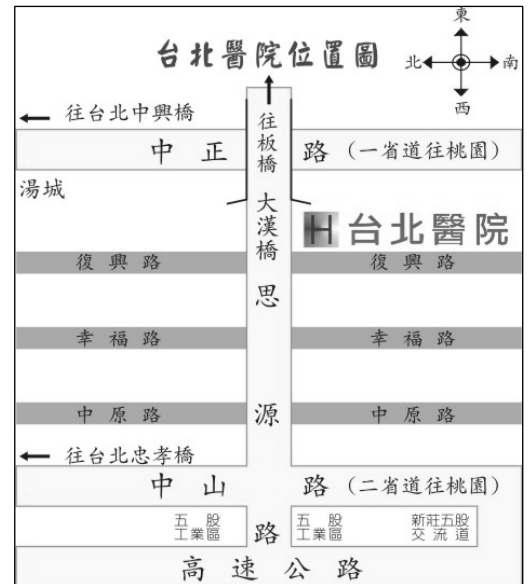 東
台北醫院位置圖
北 南
西
往台北中興橋
往板橋
中正路(一省道往桃園)
湯城
大漢橋
H台北醫院
復興路 復興路
思源路
幸福路 幸福路
中原路 中原路
往台北忠孝橋
中山路(二省道往桃園)
五股
工業區
五股
工業區
新莊五股
交流道
高速公路